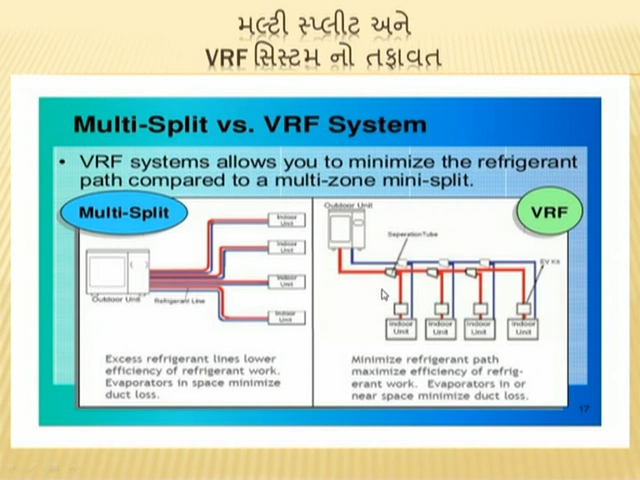 મલ્ટી સ્પ્લીટ અને
VRF સિસ્ટમ નો તફાવત
Multi-Split vs. VRF System
• VRF systems allows you to minimize the refrigerant
path compared to a multi-zone mini-split.
Multi-Split
Indoor
Unit
Indoor
Unit
Indoor
Unit
Indoor
Unit
Outdoor Unit
Refrigerant Line
Excess refrigerant lines lower
efficiency of refrigerant work.
Evaporators in space minimize
duct loss.
VRF
Outdoor Unit
Seperation Tube
EV Kit
Indoor
Unit
Indoor
Unit
Indoor
Unit
Indoor
Unit
Minimize refrigerant path
maximize efficiency of refrig-
erant work. Evaporators in or
near space minimize duct loss.
17